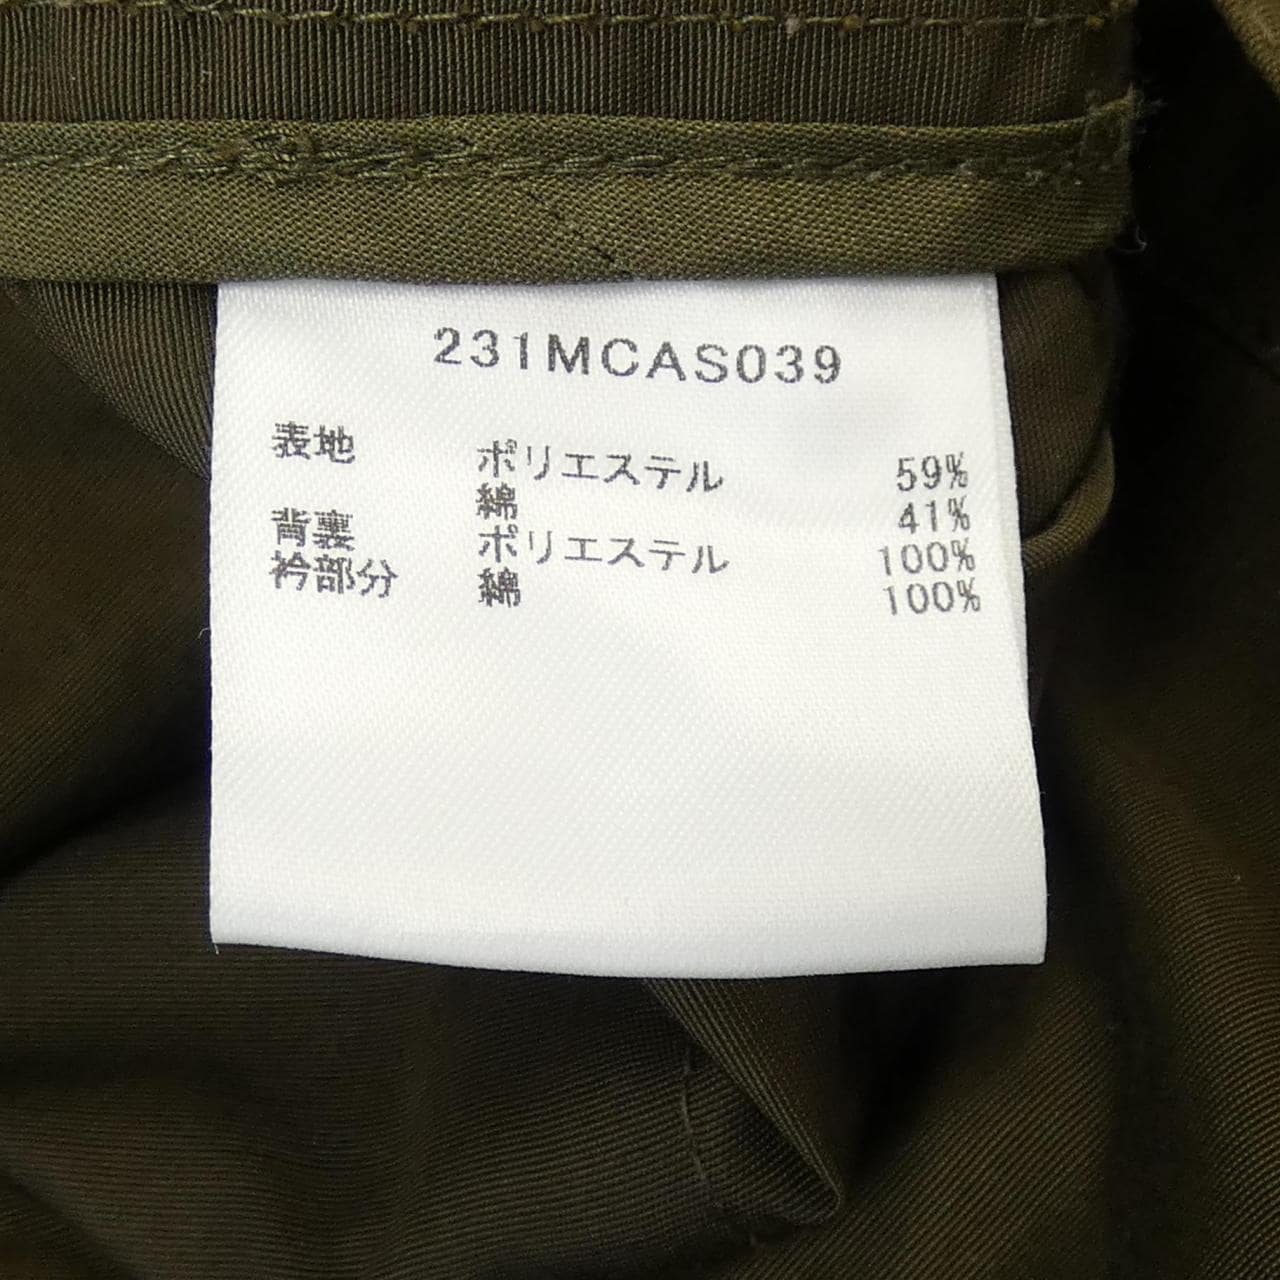 231MCAS039
表地 ポリエステル 59%
綿 41%
背裏 ポリエステル 100%
衿部分 綿 100%